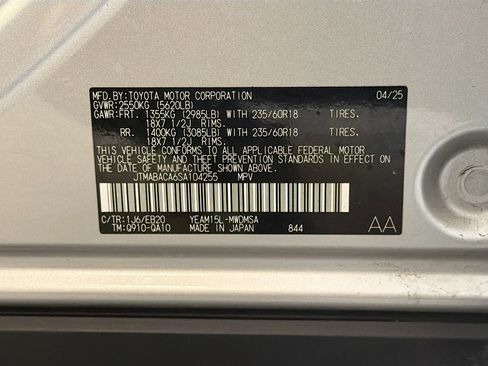 MFD.BY:TOYOTA MOTOR CORPORATION 04/25
GVWR:2550KG (5620LB)
GAWR:FRT. 1355KG (2985LB) WITH 235/60R18 TIRES.
18X7 1/2J RIMS.
RR. 1400KG (3085LB) WITH 235/60R18 TIRES.
18X7 1/2J RIMS.
THIS VEHICLE CONFORMS TO ALL APPLICABLE FEDERAL MOTOR
VEHICLE SAFETY AND THEFT PREVENTION STANDARDS IN EFFECT
ON THE DATE OF MANUFACTURE SHOWN ABOVE.
JTMABACA6SA104255 MPV
C/TR:1J6/EB20 YEAM15L-MWDMSA
TM:Q910-QA10 MADE IN JAPAN 844 AA